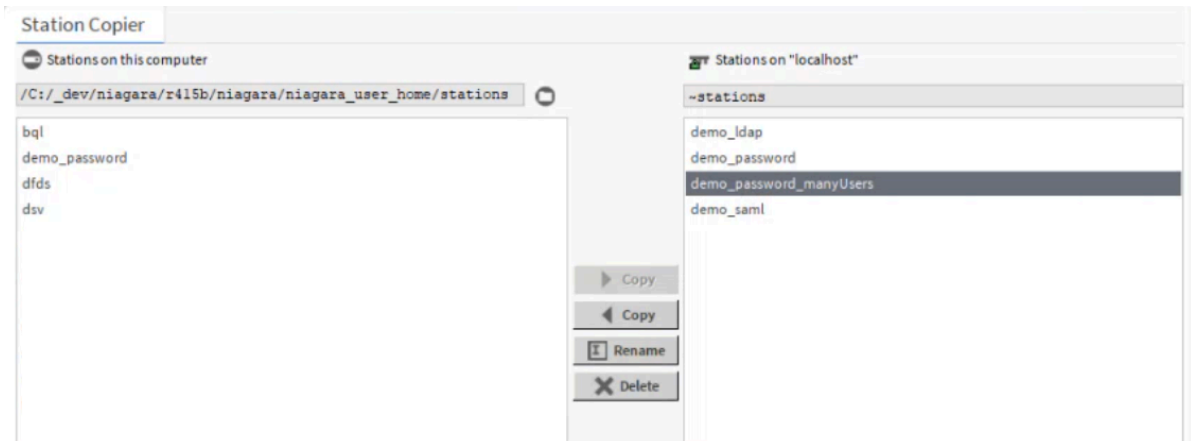 Station Copier
Stations on this computer
/C:/_dev/niagara/r415b/niagara/niagara_user_home/stations
bql
demo_password
dfds
dsv
Copy
Copy
Rename
Delete
Stations on "localhost"
~stations
demo_ldap
demo_password
demo_password_manyUsers
demo_saml